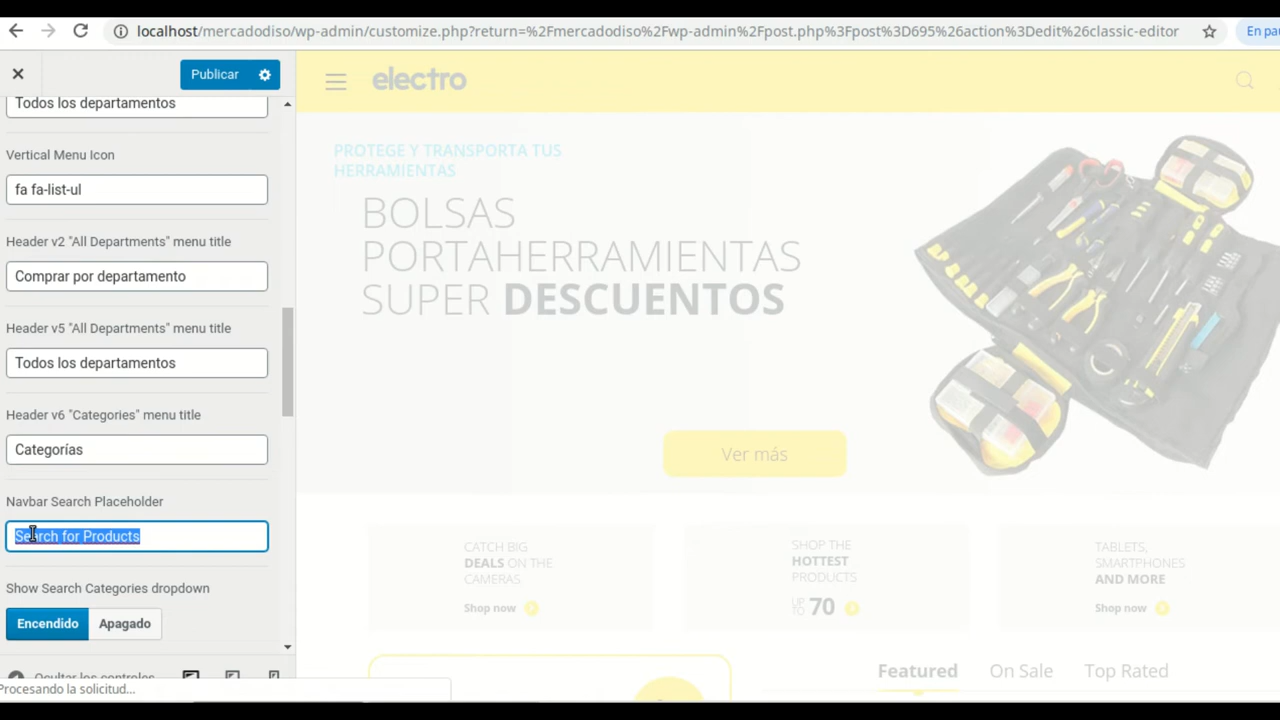 localhost/mercadodiso/wp-admin/customize.php?return=%2Fmercadodiso%2Fwp-admin%2Fpost.php%3Fpost%3D695%26action%3Dedit%26classic-editor
En pau
Publicar
electro
Todos los departamentos
Vertical Menu Icon
fa fa-list-ul
Header v2 "All Departments" menu title
Comprar por departamento
Header v5 "All Departments" menu title
Todos los departamentos
Header v6 "Categories" menu title
Categorías
Navbar Search Placeholder
Search for Products
Show Search Categories dropdown
Encendido
Apagado
Ocultar los controles
Procesando la solicitud...
PROTEGE Y TRANSPORTA TUS
HERRAMIENTAS
BOLSAS
PORTAHERRAMIENTAS
SUPER DESCUENTOS
Ver más
CATCH BIG
DEALS ON THE
CAMERAS
Shop now
SHOP THE
HOTTEST
PRODUCTS
UP TO 70
TABLETS,
SMARTPHONES
AND MORE
Shop now
Featured
On Sale
Top Rated